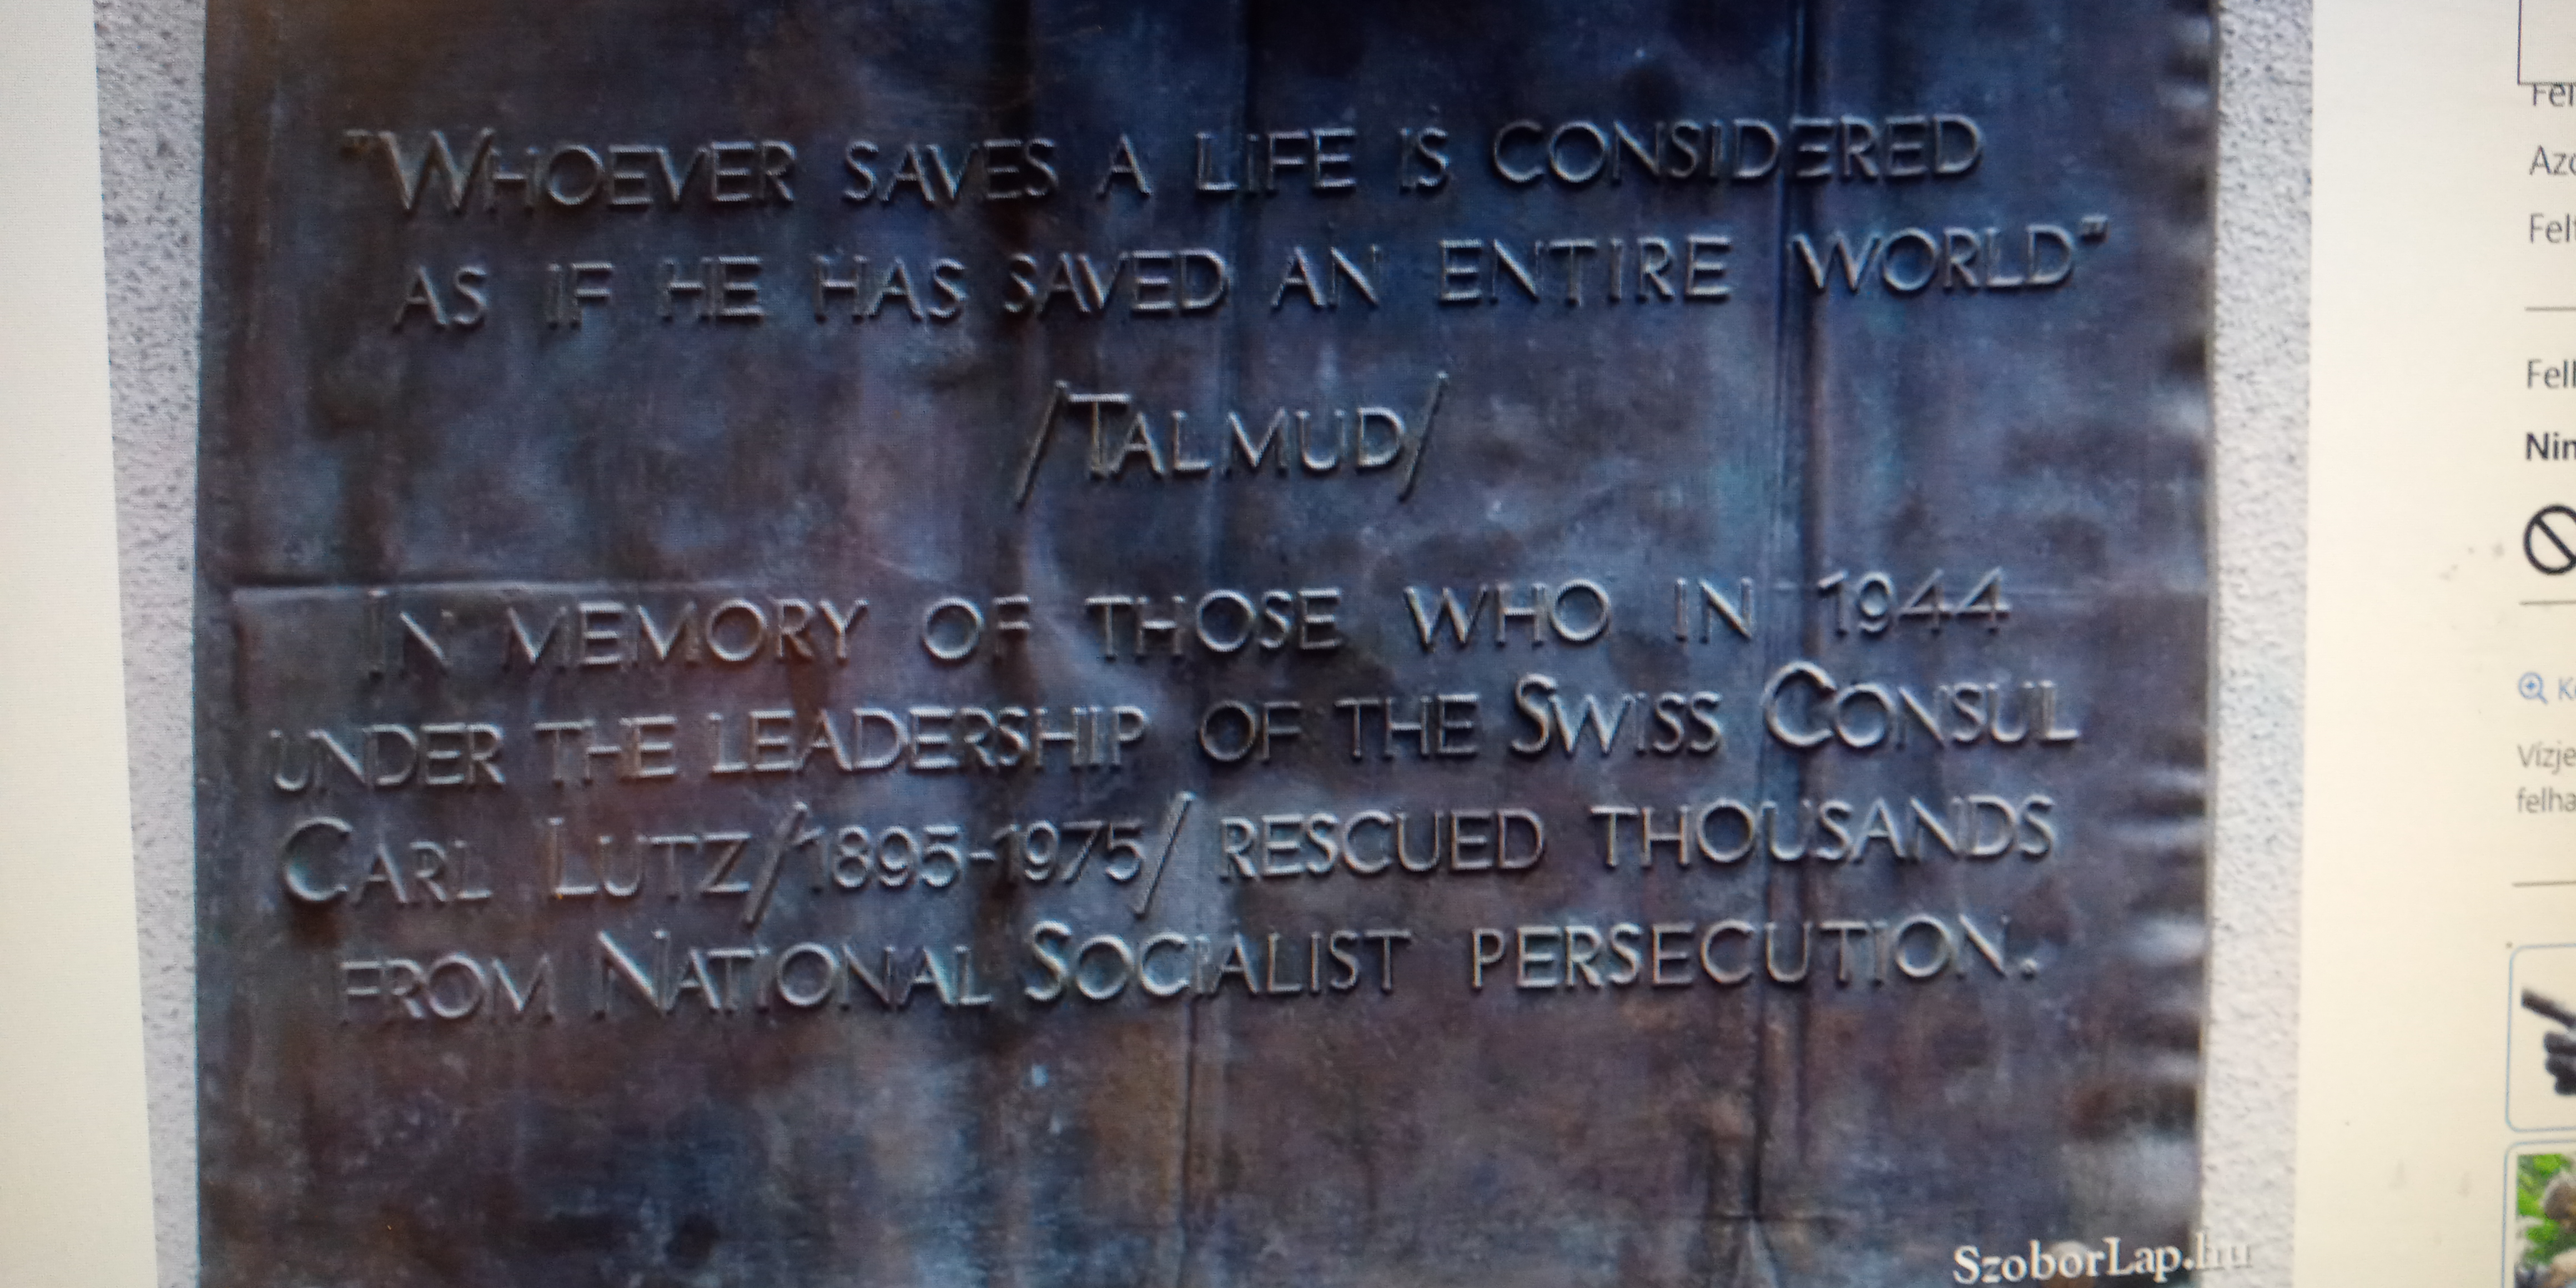 "WHOEVER SAVES A LIFE IS CONSIDERED
AS IF HE HAS SAVED AN ENTIRE WORLD"
/TALMUD/
IN MEMORY OF THOSE WHO IN 1944
UNDER THE LEADERSHIP OF THE SWISS CONSUL
CARL LUTZ/1895-1975/ RESCUED THOUSANDS
FROM NATIONAL SOCIALIST PERSECUTION.
SzoborLap.hu